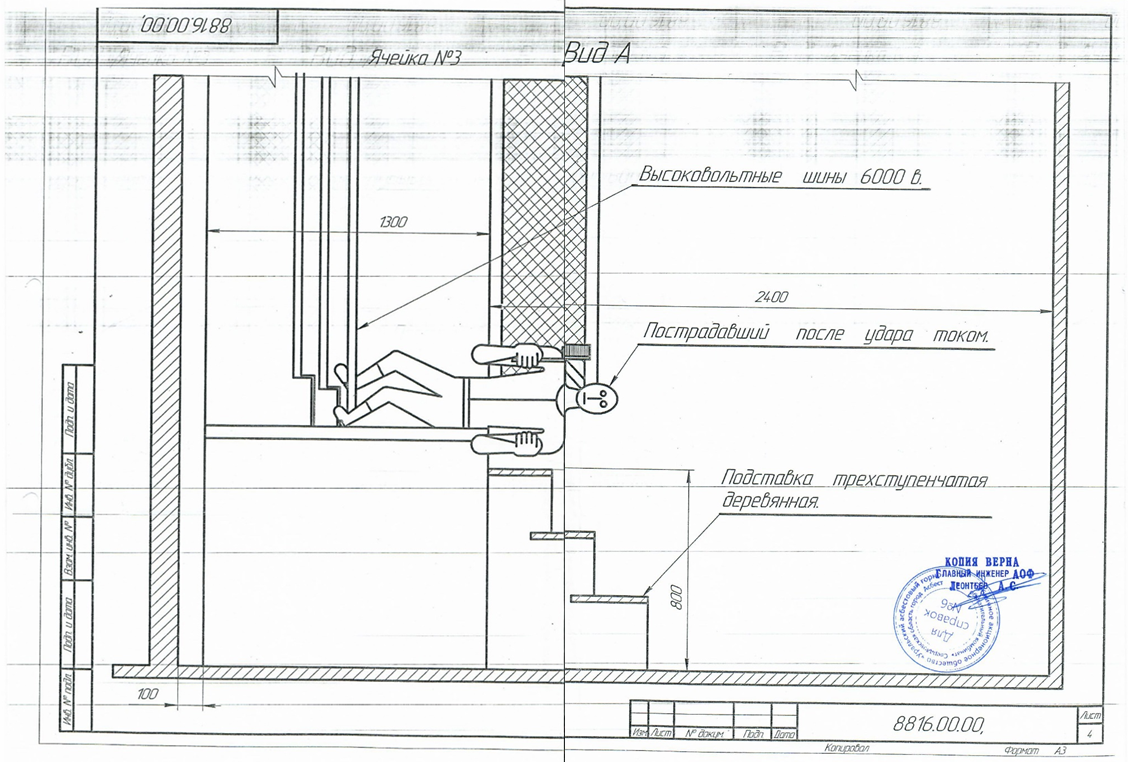 8816.00.00.
Ячейка №3
Вид А
Высоковольтные шины 6000 в.
1300
2400
Пострадавший после удара током.
Подставка трехступенчатая
деревянная.
800
КОПИЯ ВЕРНА
ГЛАВНЫЙ ИНЖЕНЕР АОФ
ЛЕОНТЬЕВ А.С.
Для
справок
№6
100
Подп. и дата
Инв. № дубл.
Взам. инв. №
Подп. и дата
Инв. № подл.
Изм Лист № докум. Подп. Дата
8816.00.00,
Лист
4
Копировал
Формат А3